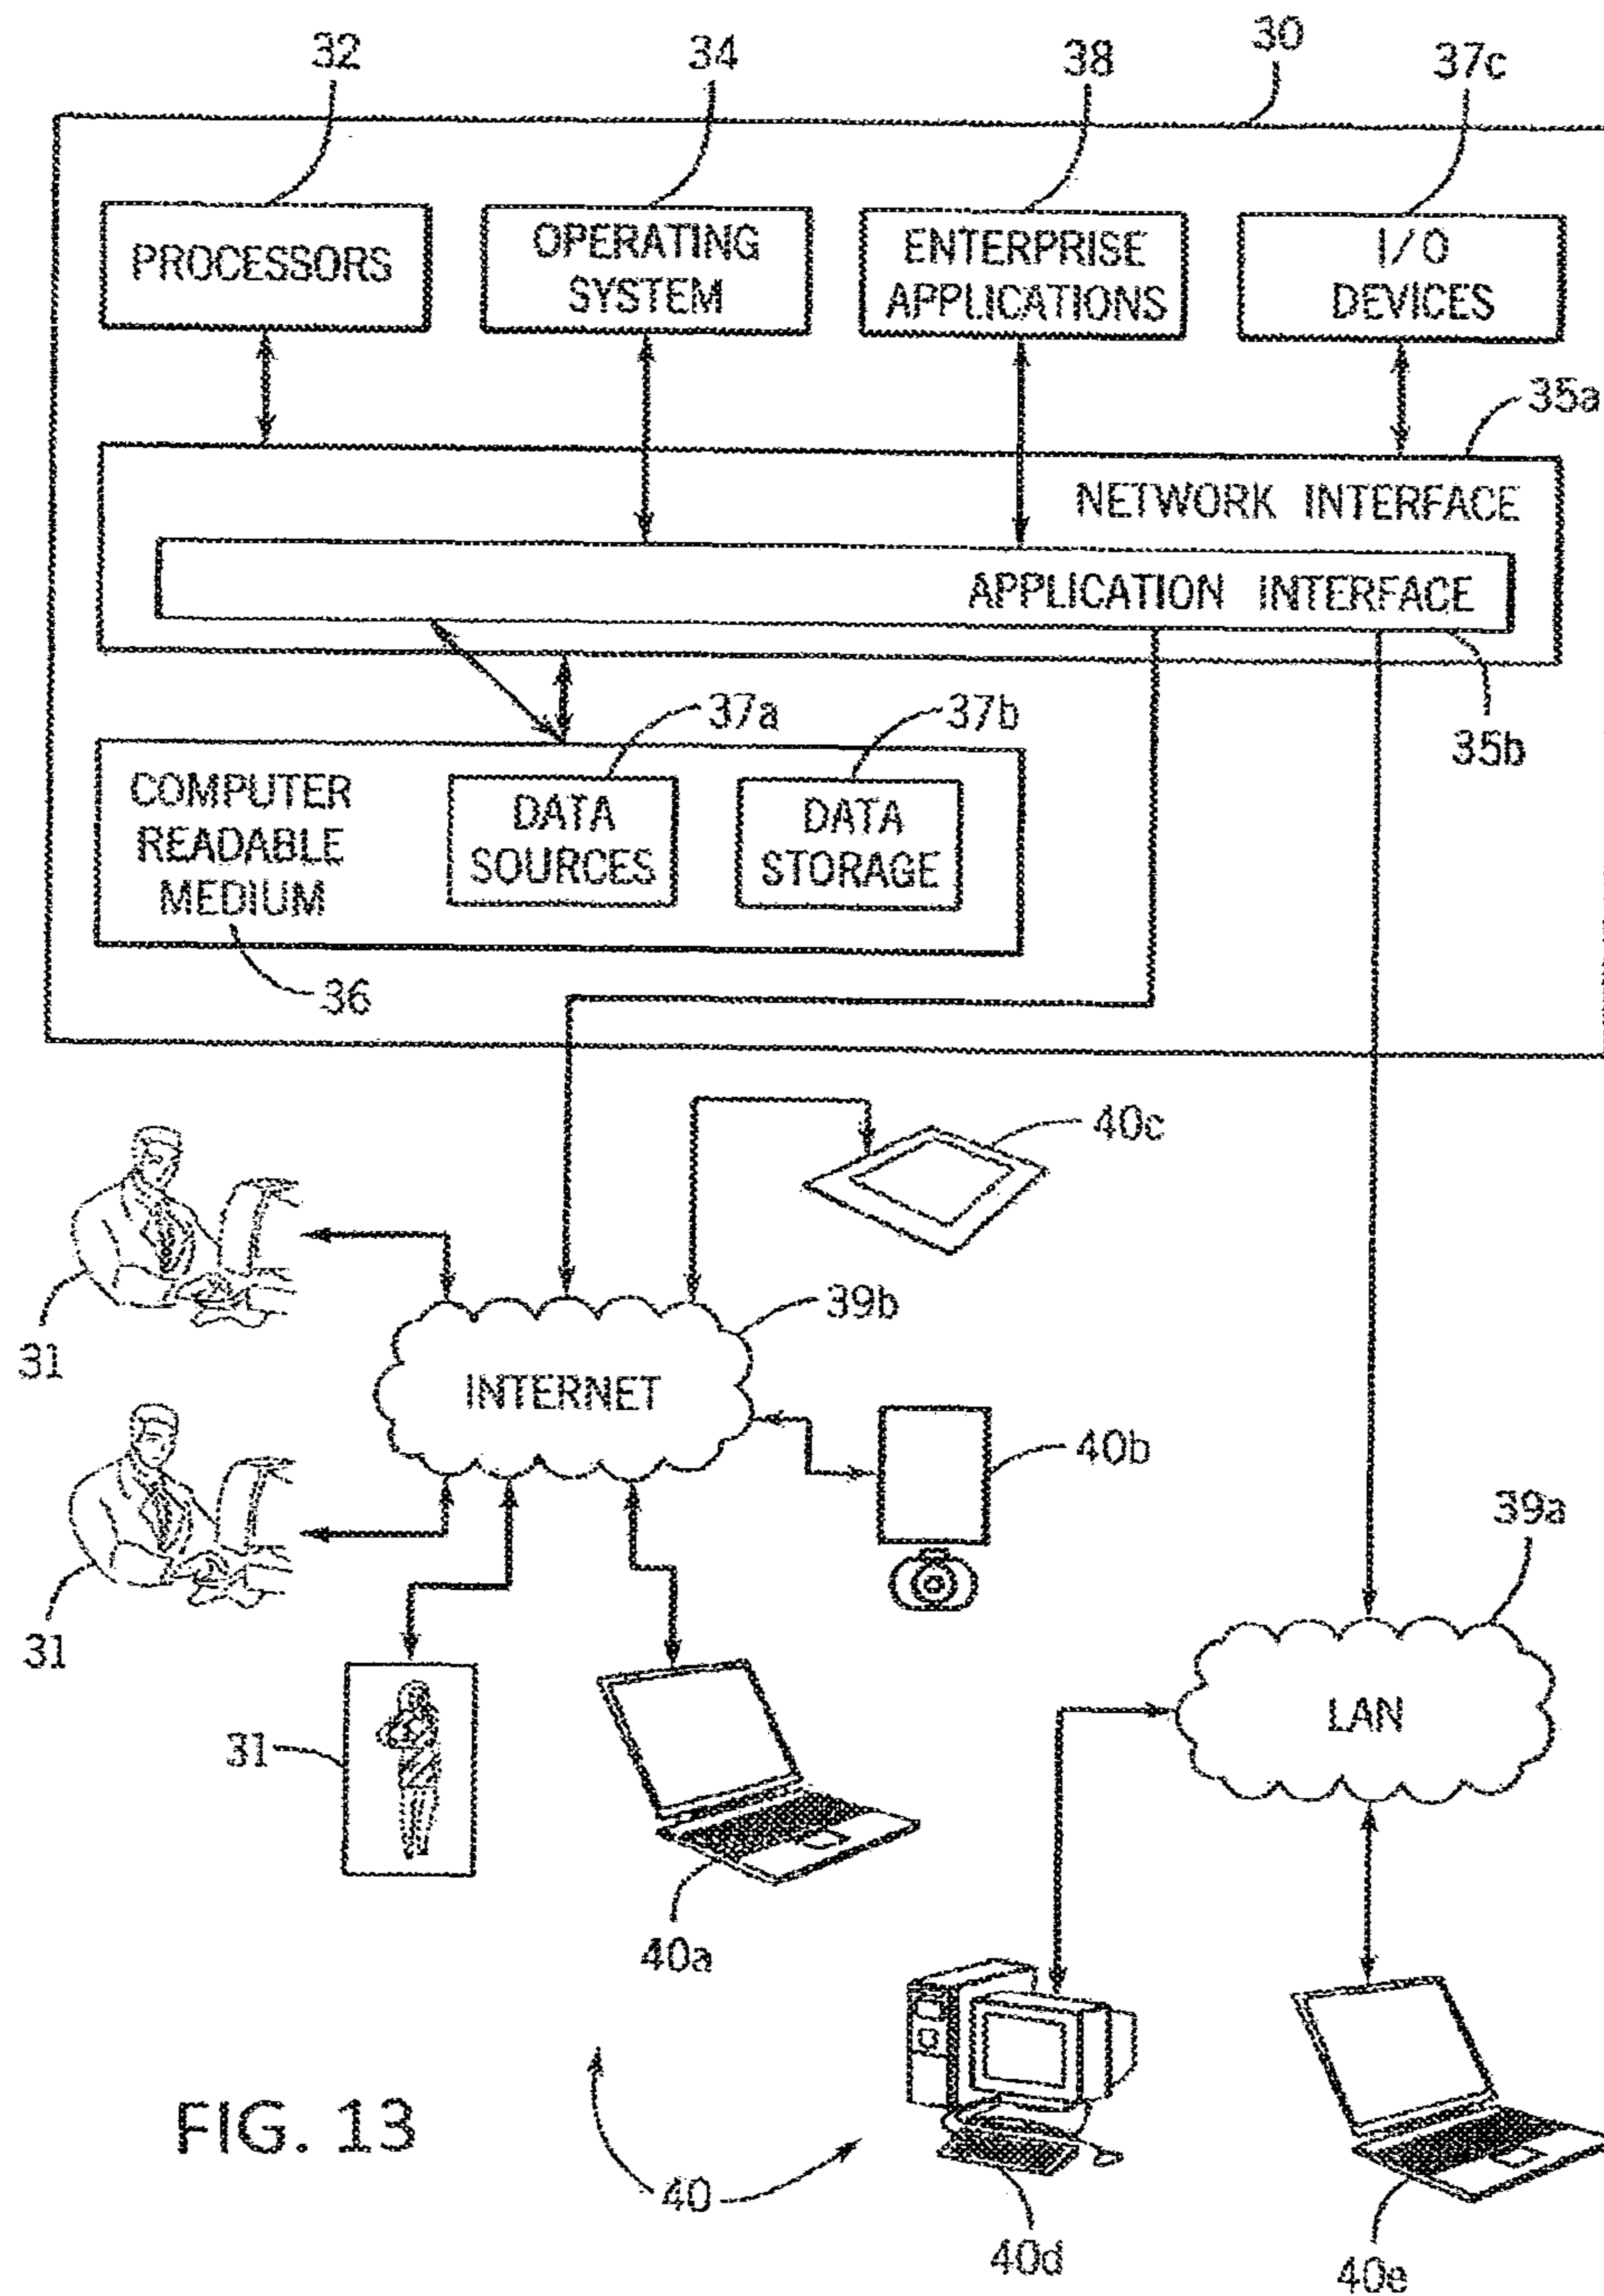 32
34
38
30
37c
PROCESSORS
OPERATING
SYSTEM
ENTERPRISE
APPLICATIONS
I/O
DEVICES
35a
NETWORK INTERFACE
APPLICATION INTERFACE
35b
37a
37b
COMPUTER
READABLE
MEDIUM
DATA
SOURCES
DATA
STORAGE
36
40c
31
39b
INTERNET
40b
31
39a
LAN
31
40a
FIG. 13
40
40d
40e